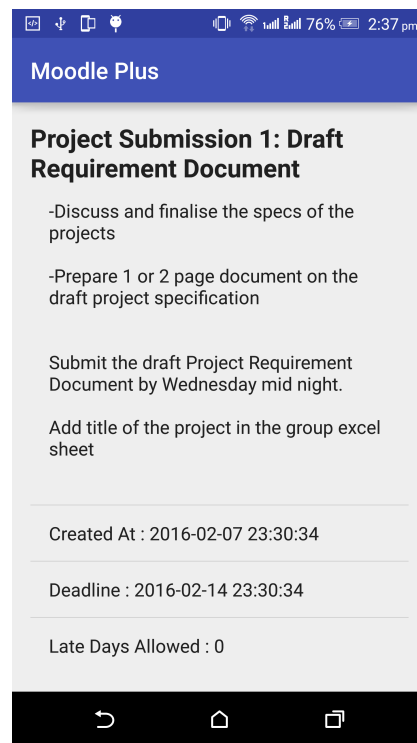 76% 2:37 pm
Moodle Plus
Project Submission 1: Draft
Requirement Document
-Discuss and finalise the specs of the
projects
-Prepare 1 or 2 page document on the
draft project specification
Submit the draft Project Requirement
Document by Wednesday mid night.
Add title of the project in the group excel
sheet
Created At : 2016-02-07 23:30:34
Deadline : 2016-02-14 23:30:34
Late Days Allowed : 0